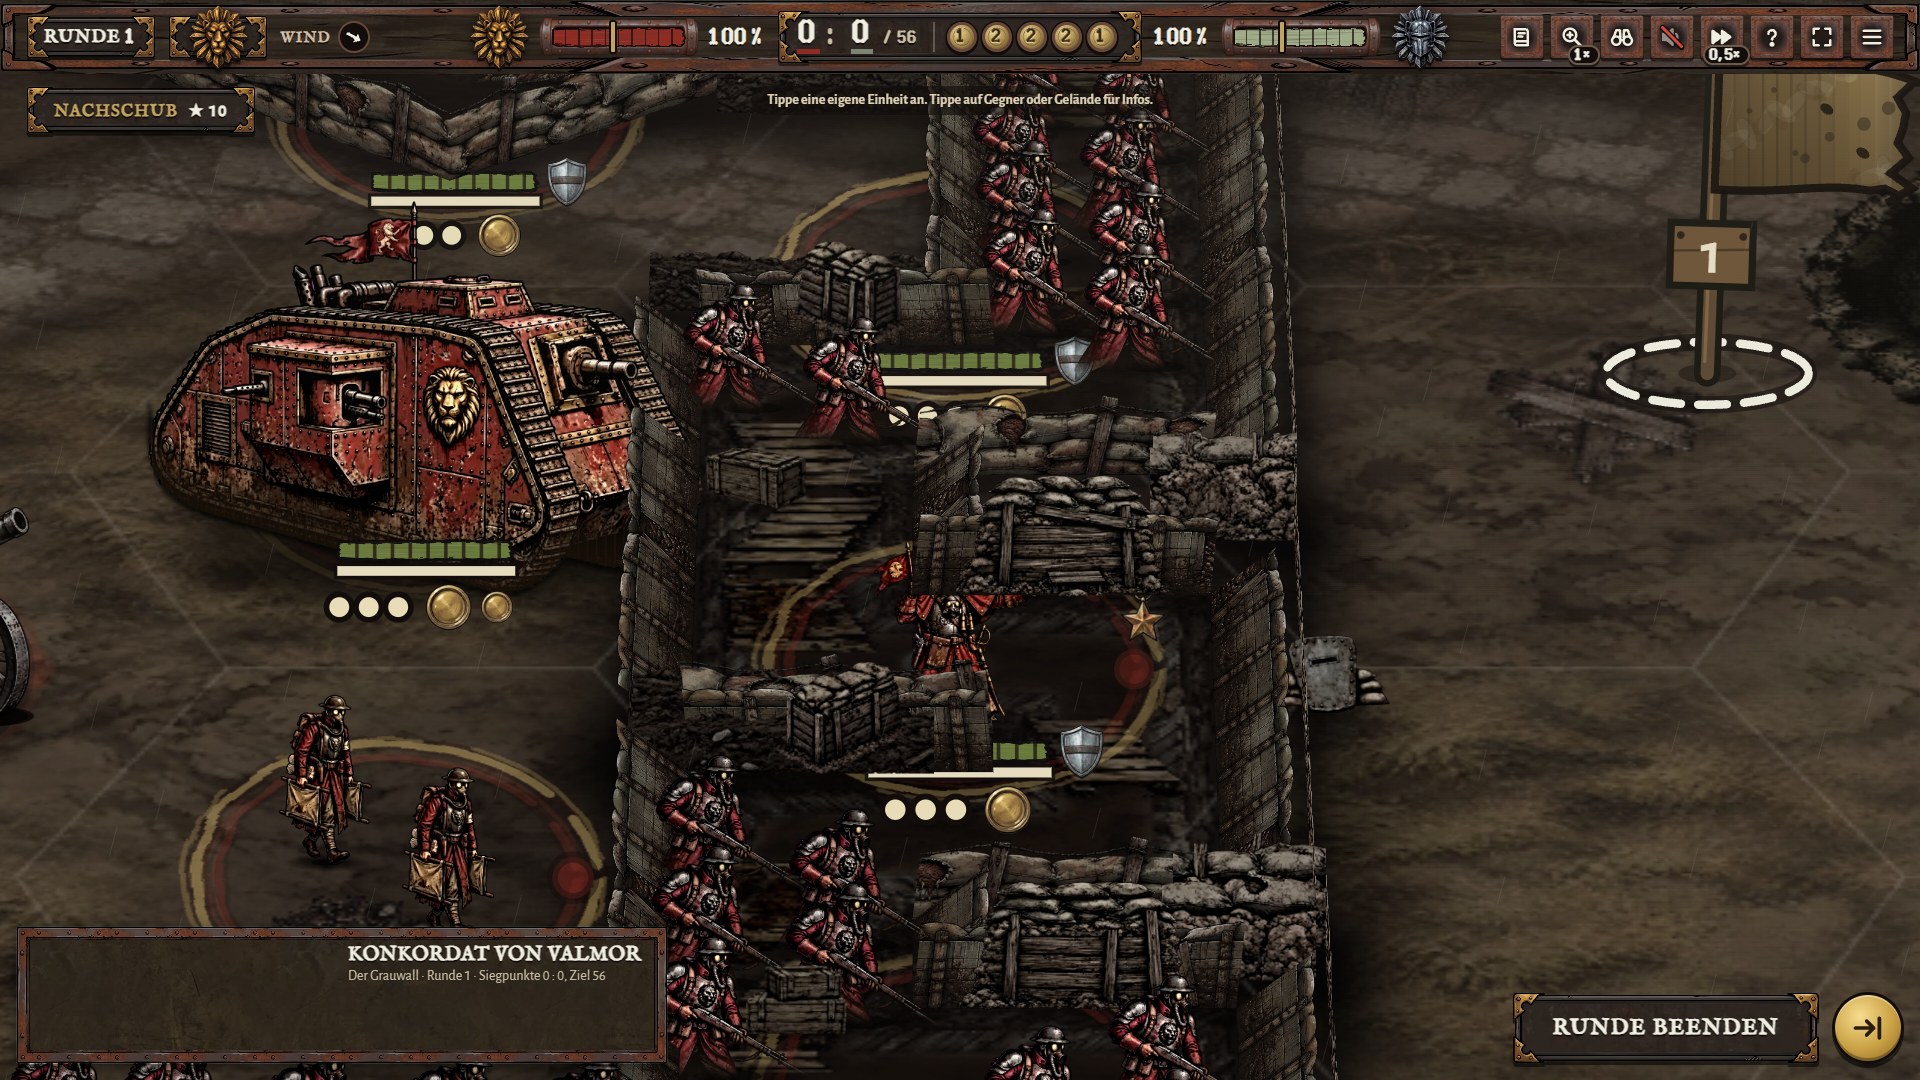 RUNDE 1
WIND
100 %
0 : 0 / 56
1 2 2 2 1
100 %
1×
0,5×
?
NACHSCHUB ★ 10
Tippe eine eigene Einheit an. Tippe auf Gegner oder Gelände für Infos.
1
KONKORDAT VON VALMOR
Der Grauwall · Runde 1 · Siegpunkte 0 : 0, Ziel 56
RUNDE BEENDEN